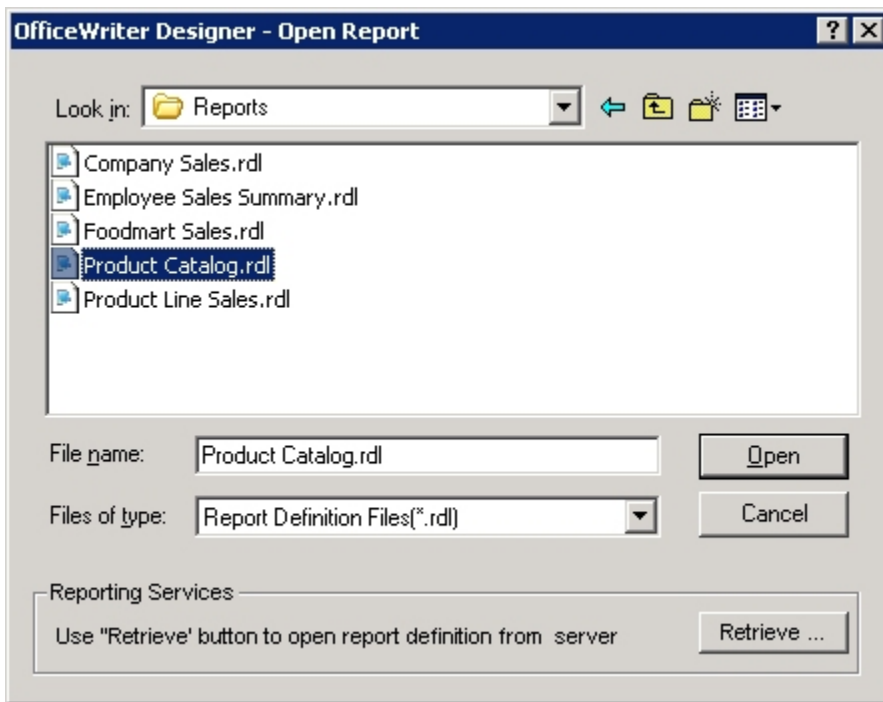 OfficeWriter Designer - Open Report
Look in: Reports
Company Sales.rdl
Employee Sales Summary.rdl
Foodmart Sales.rdl
Product Catalog.rdl
Product Line Sales.rdl
File name: Product Catalog.rdl Open
Files of type: Report Definition Files(*.rdl) Cancel
Reporting Services
Use "Retrieve' button to open report definition from  server Retrieve ...